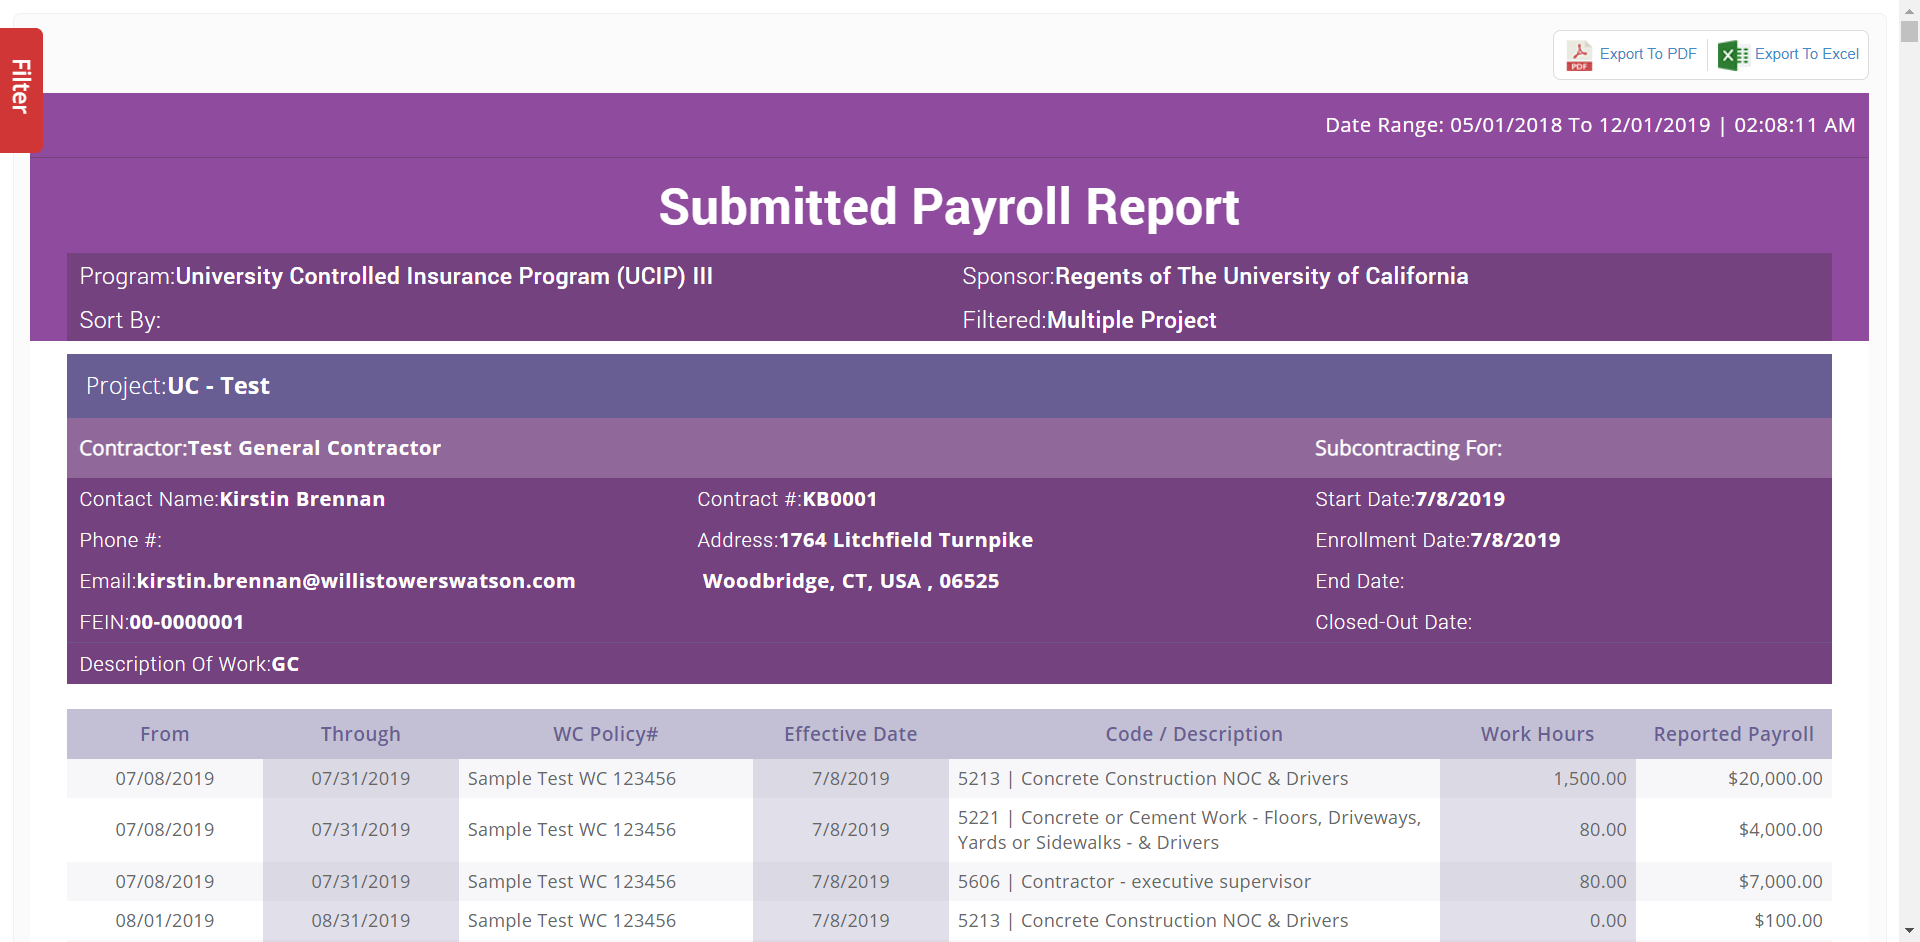 Filter
PDF Export To PDF Export To Excel
Date Range: 05/01/2018 To 12/01/2019 | 02:08:11 AM
Submitted Payroll Report
Program:University Controlled Insurance Program (UCIP) III Sponsor:Regents of The University of California
Sort By: Filtered:Multiple Project
Project:UC - Test
Contractor:Test General Contractor Subcontracting For:
Contact Name:Kirstin Brennan Contract #:KB0001 Start Date:7/8/2019
Phone #: Address:1764 Litchfield Turnpike Enrollment Date:7/8/2019
Email:kirstin.brennan@willistowerswatson.com Woodbridge, CT, USA , 06525 End Date:
FEIN:00-0000001 Closed-Out Date:
Description Of Work:GC
From Through WC Policy# Effective Date Code / Description Work Hours Reported Payroll
07/08/2019 07/31/2019 Sample Test WC 123456 7/8/2019 5213 | Concrete Construction NOC & Drivers 1,500.00 $20,000.00
07/08/2019 07/31/2019 Sample Test WC 123456 7/8/2019 5221 | Concrete or Cement Work - Floors, Driveways, 80.00 $4,000.00
Yards or Sidewalks - & Drivers
07/08/2019 07/31/2019 Sample Test WC 123456 7/8/2019 5606 | Contractor - executive supervisor 80.00 $7,000.00
08/01/2019 08/31/2019 Sample Test WC 123456 7/8/2019 5213 | Concrete Construction NOC & Drivers 0.00 $100.00